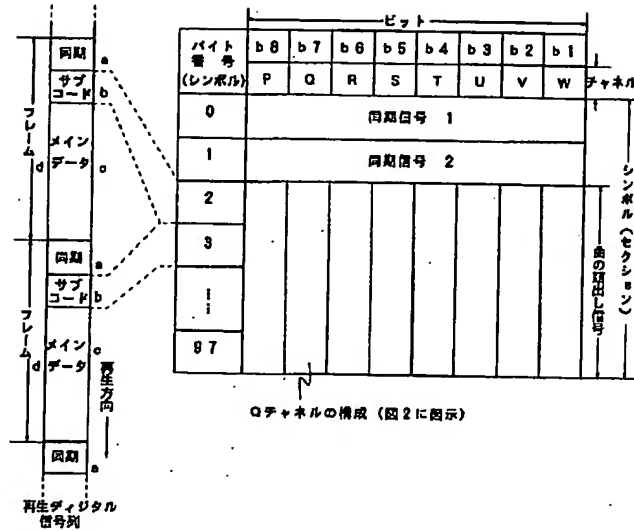 ビット
バイト番号(シンボル) b8 b7 b6 b5 b4 b3 b2 b1
P Q R S T U V W チャネル
0 同期信号 1
1 同期信号 2
2
3
97
シンボル(セクション)
曲の頭出し信号
Qチャネルの構成(図2に図示)
同期 a
サブコード b
メインデータ c
フレーム d
同期 a
サブコード b
メインデータ c
フレーム d
再生方向
同期 a
再生ディジタル
信号列